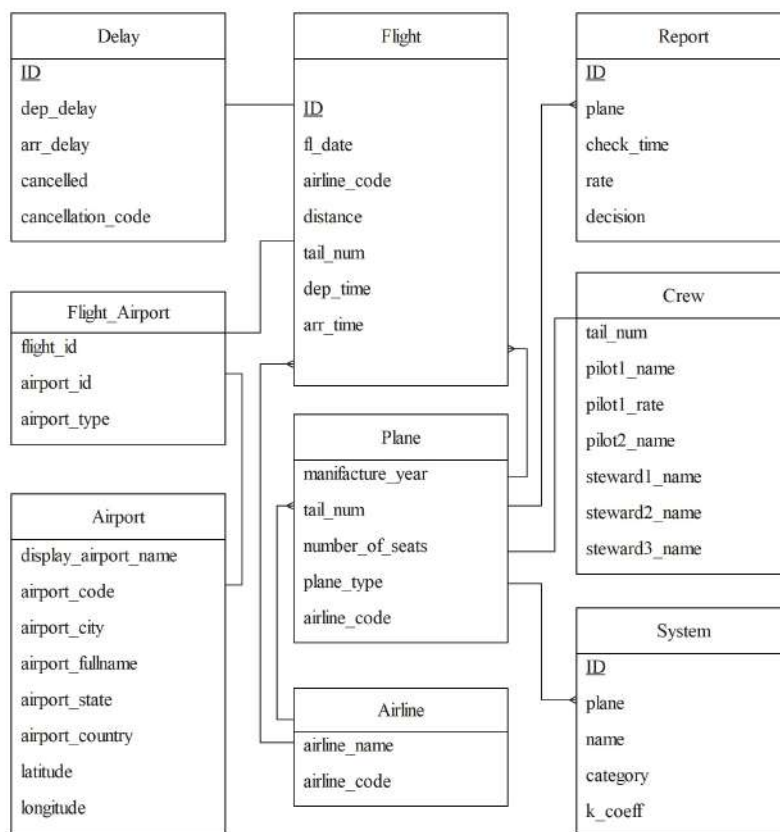 Delay
ID
dep_delay
arr_delay
cancelled
cancellation_code
Flight_Airport
flight_id
airport_id
airport_type
Airport
display_airport_name
airport_code
airport_city
airport_fullname
airport_state
airport_country
latitude
longitude
Flight
ID
fl_date
airline_code
distance
tail_num
dep_time
arr_time
Plane
manifacture_year
tail_num
number_of_seats
plane_type
airline_code
Airline
airline_name
airline_code
Report
ID
plane
check_time
rate
decision
Crew
tail_num
pilot1_name
pilot1_rate
pilot2_name
steward1_name
steward2_name
steward3_name
System
ID
plane
name
category
k_coeff